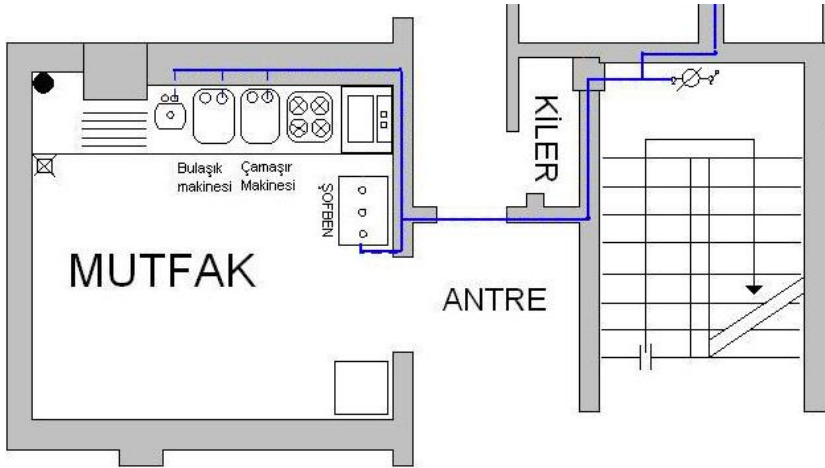 KİLER
Bulaşık
makinesi
Çamaşır
Makinesi
ŞOFBEN
MUTFAK
ANTRE